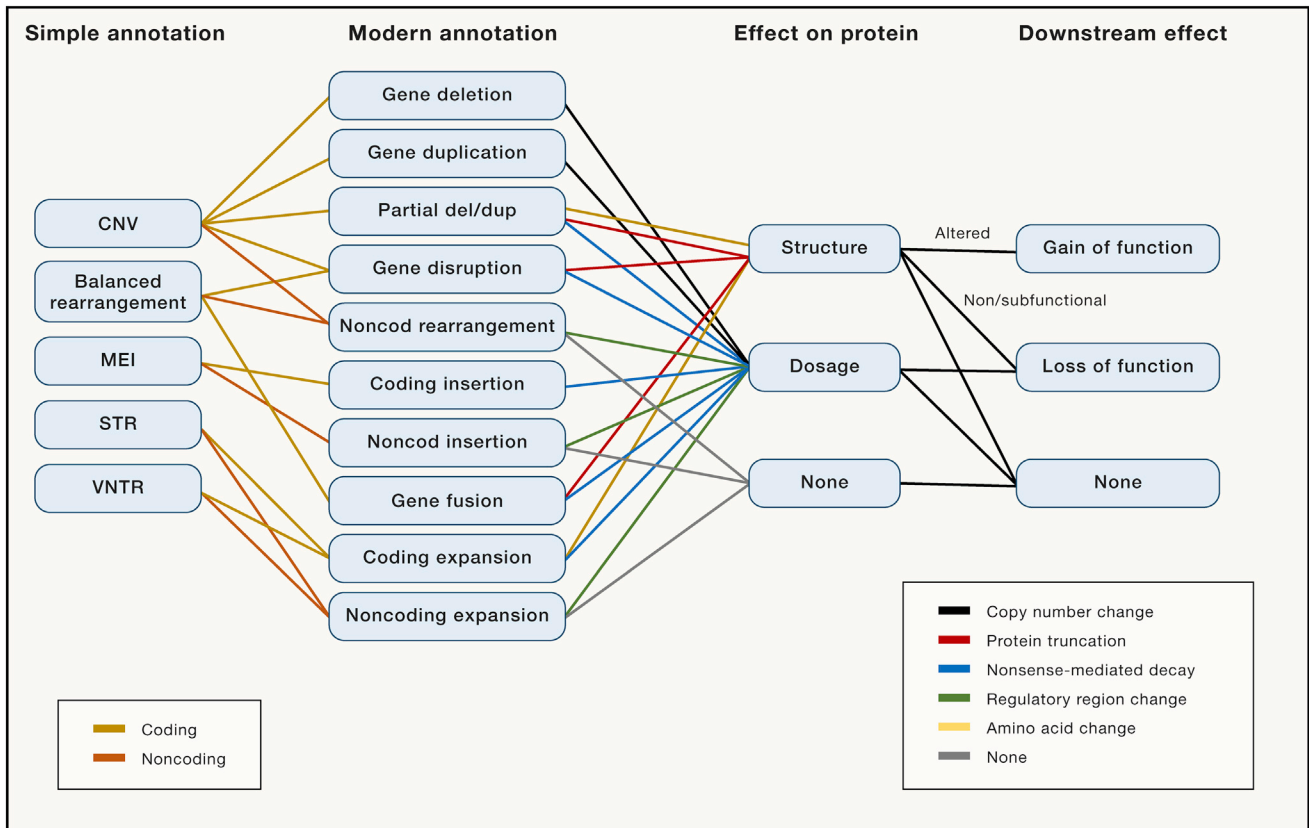 Simple annotation
Modern annotation
Effect on protein
Downstream effect
CNV
Balanced
rearrangement
MEI
STR
VNTR
Gene deletion
Gene duplication
Partial del/dup
Gene disruption
Noncod rearrangement
Coding insertion
Noncod insertion
Gene fusion
Coding expansion
Noncoding expansion
Structure
Dosage
None
Altered
Non/subfunctional
Gain of function
Loss of function
None
Coding
Noncoding
Copy number change
Protein truncation
Nonsense-mediated decay
Regulatory region change
Amino acid change
None